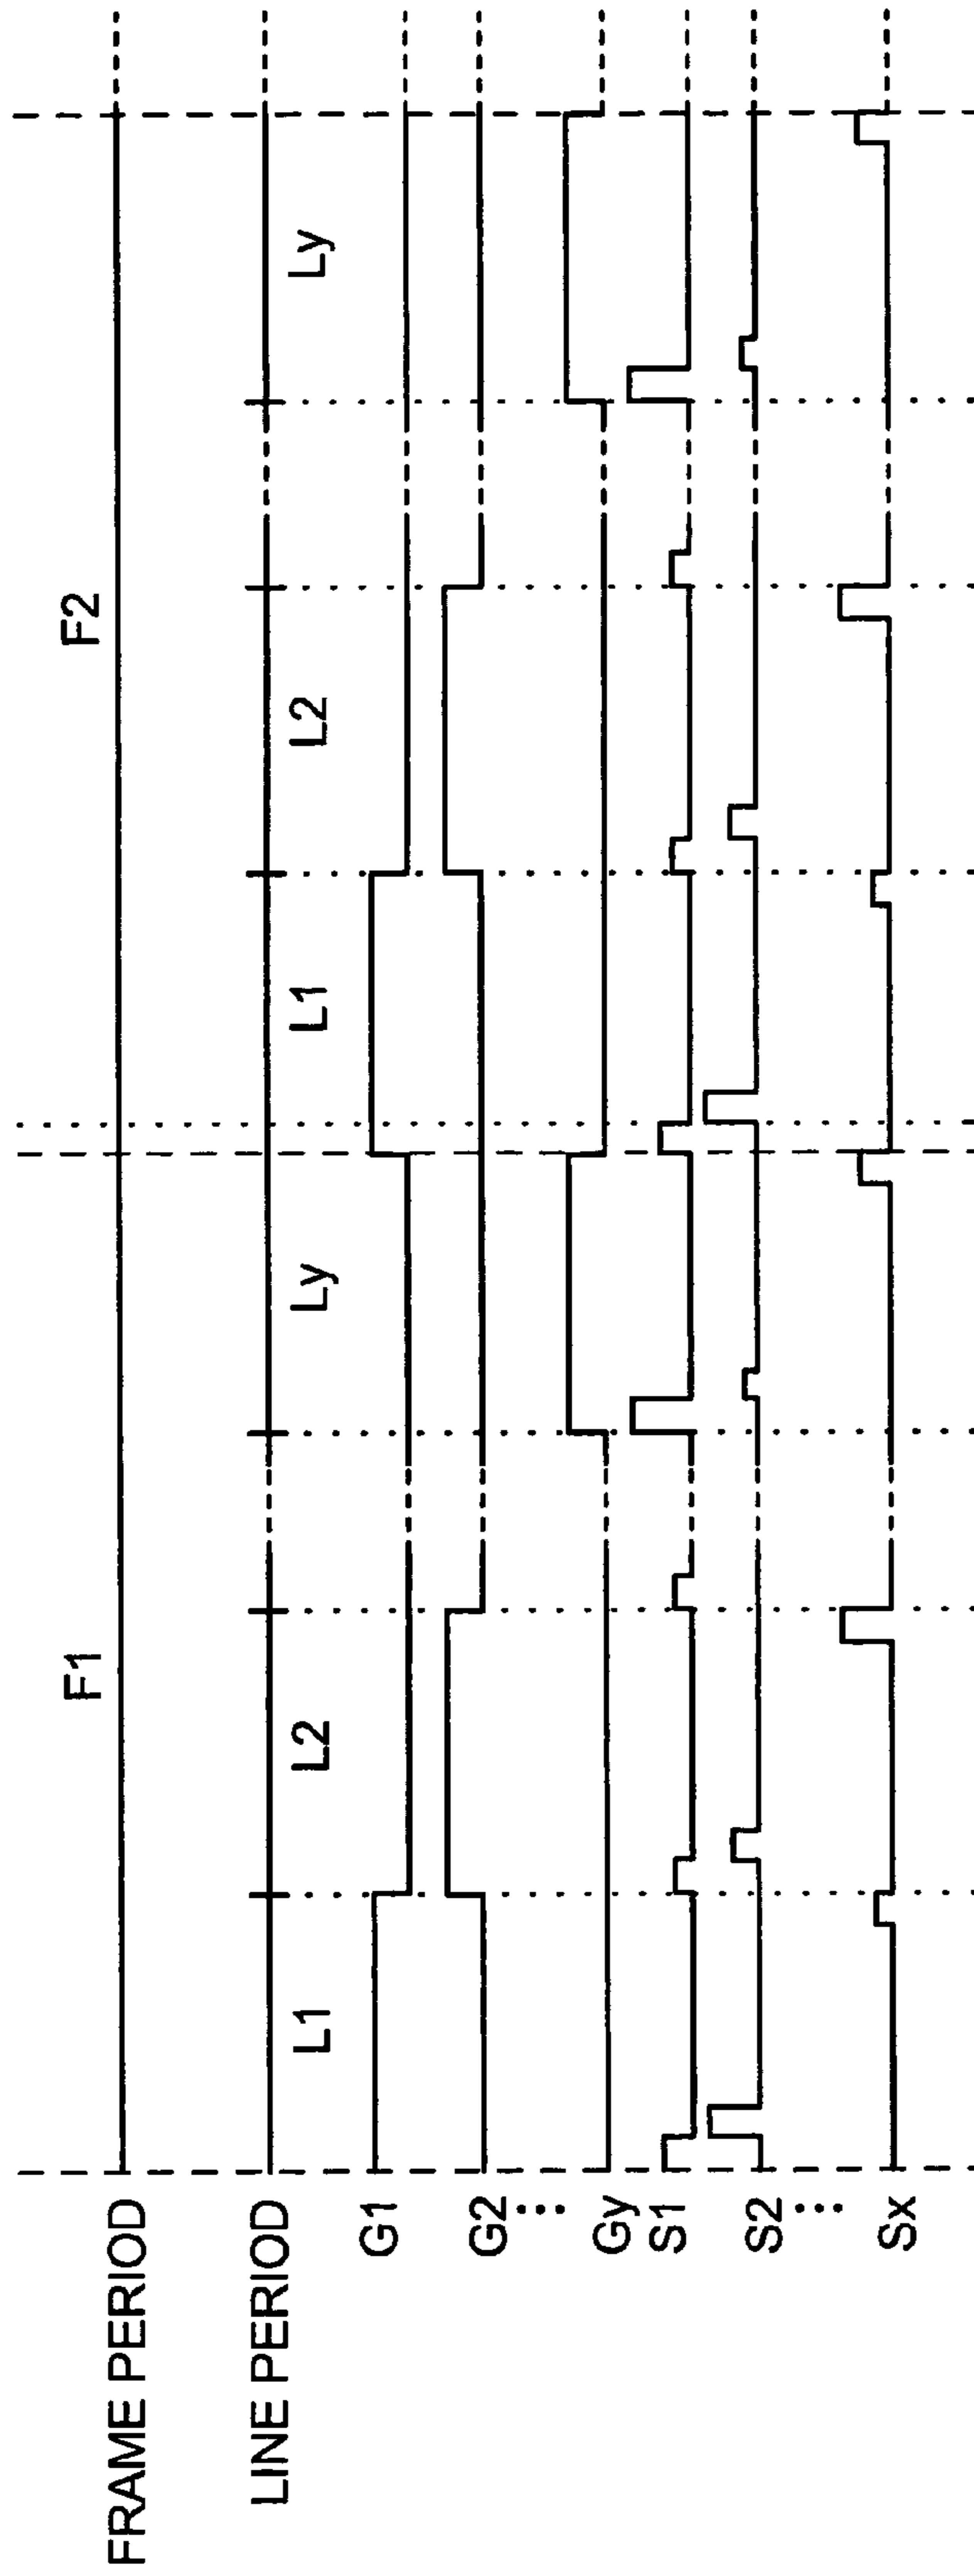 FRAME PERIOD F1 F2
LINE PERIOD
L1 L2 Ly L1 L2 Ly
G1
G2
Gy
S1
S2
Sx